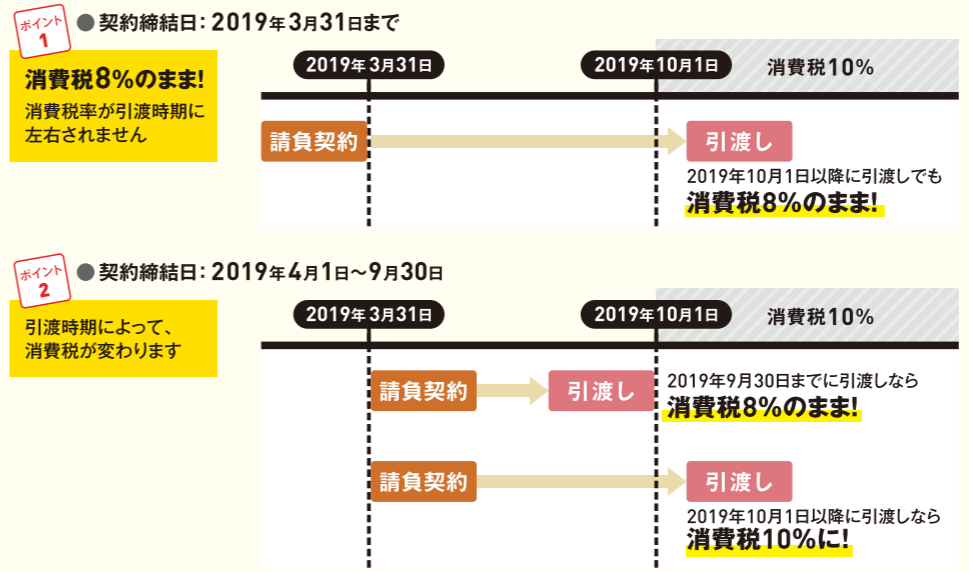 ポイント
1
●契約締結日：2019年3月31日まで
消費税8%のまま!
消費税率が引渡時期に
左右されません
2019年3月31日
2019年10月1日
消費税10%
請負契約
引渡し
2019年10月1日以降に引渡しでも
消費税8%のまま!
ポイント
2
●契約締結日：2019年4月1日〜9月30日
引渡時期によって、
消費税が変わります
2019年3月31日
2019年10月1日
消費税10%
請負契約
引渡し
2019年9月30日までに引渡しなら
消費税8%のまま!
請負契約
引渡し
2019年10月1日以降に引渡しなら
消費税10%に!